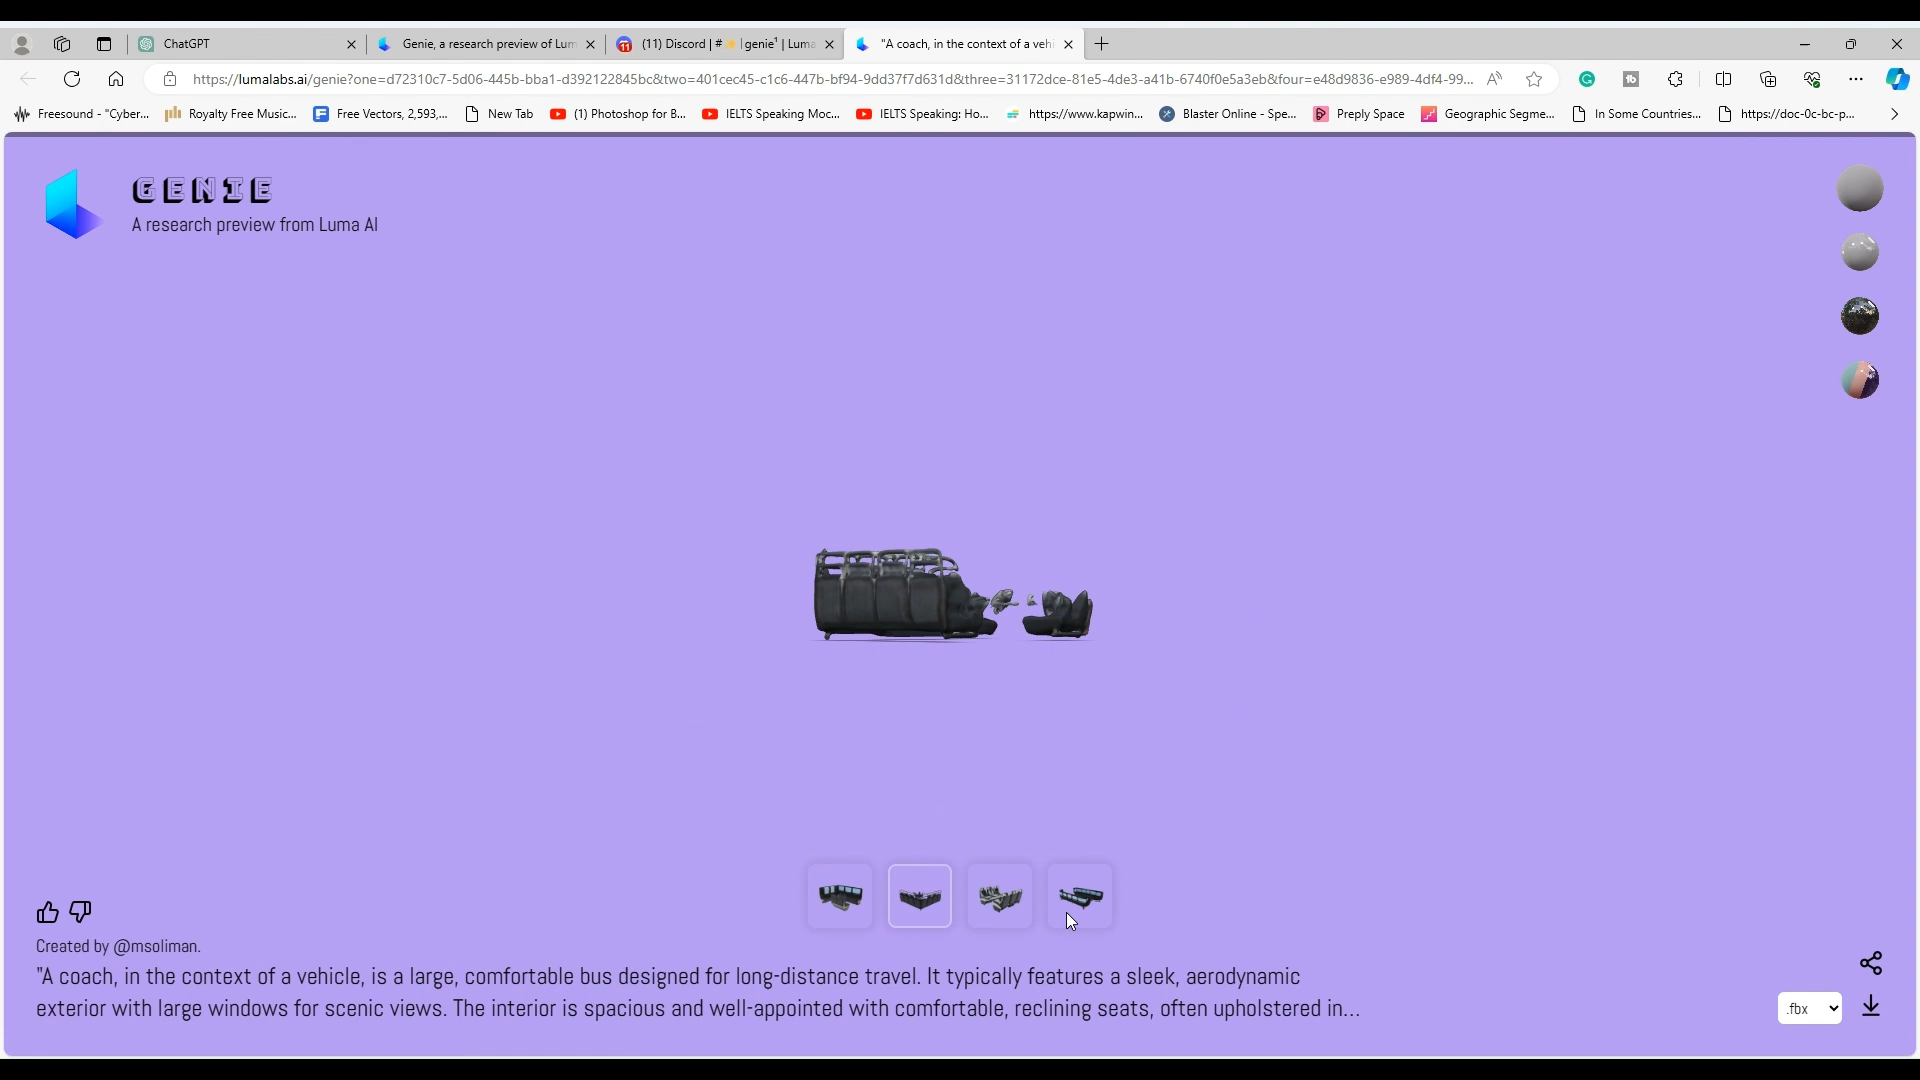 ChatGPT
Genie, a research preview of Lum
(11) Discord | # | genie¹ | Luma
"A coach, in the context of a vehi
https://lumalabs.ai/genie?one=d72310c7-5d06-445b-bba1-d392122845bc&two=401cec45-c1c6-447b-bf94-9dd37f7d631d&three=31172dce-81e5-4de3-a41b-6740f0e5a3eb&four=e48d9836-e989-4df4-99...
Freesound - "Cyber...
Royalty Free Music...
Free Vectors, 2,593,...
New Tab
(1) Photoshop for B...
IELTS Speaking Moc...
IELTS Speaking: Ho...
https://www.kapwin...
Blaster Online - Spe...
Preply Space
Geographic Segme...
In Some Countries...
https://doc-0c-bc-p...
GENIE
A research preview from Luma AI
Created by @msoliman.
"A coach, in the context of a vehicle, is a large, comfortable bus designed for long-distance travel. It typically features a sleek, aerodynamic
exterior with large windows for scenic views. The interior is spacious and well-appointed with comfortable, reclining seats, often upholstered in...
.fbx